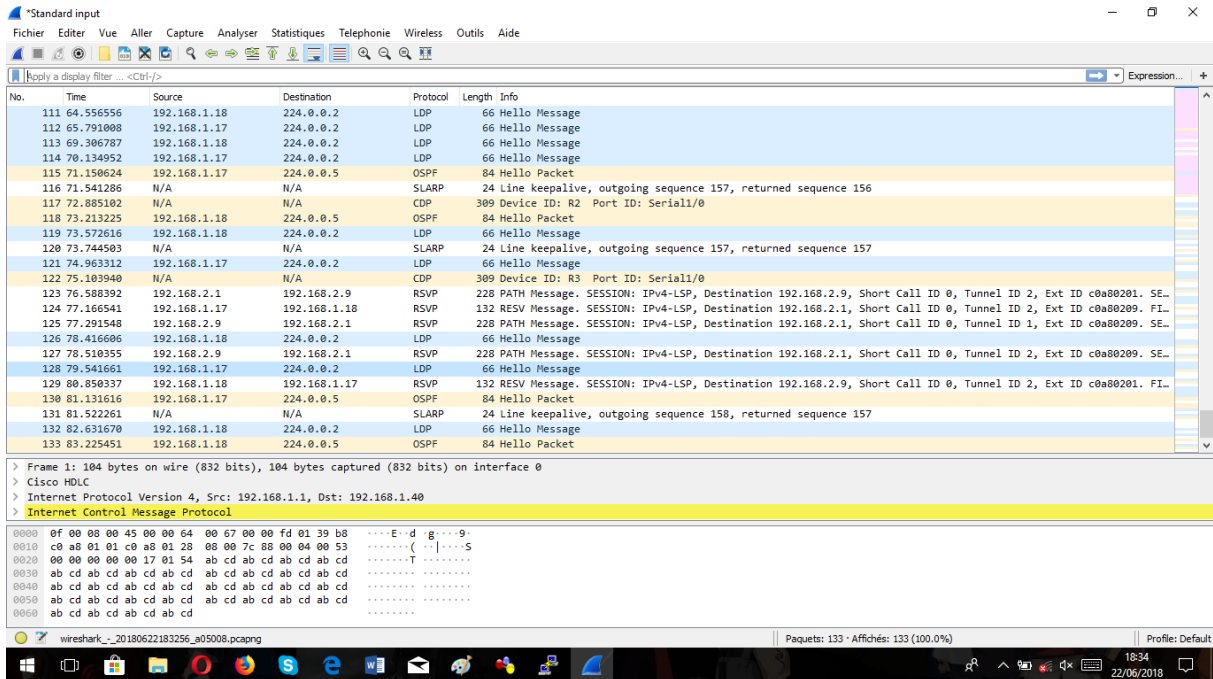 *Standard input
Fichier Editer Vue Aller Capture Analyser Statistiques Telephonie Wireless Outils Aide
Apply a display filter ... <Ctrl-/> Expression... +
No. Time Source Destination Protocol Length Info
111 64.556556 192.168.1.18 224.0.0.2 LDP 66 Hello Message
112 65.791008 192.168.1.17 224.0.0.2 LDP 66 Hello Message
113 69.306787 192.168.1.18 224.0.0.2 LDP 66 Hello Message
114 70.134952 192.168.1.17 224.0.0.2 LDP 66 Hello Message
115 71.150624 192.168.1.17 224.0.0.5 OSPF 84 Hello Packet
116 71.541286 N/A N/A SLARP 24 Line keepalive, outgoing sequence 157, returned sequence 156
117 72.885102 N/A N/A CDP 309 Device ID: R2 Port ID: Serial1/0
118 73.213225 192.168.1.18 224.0.0.5 OSPF 84 Hello Packet
119 73.572616 192.168.1.18 224.0.0.2 LDP 66 Hello Message
120 73.744503 N/A N/A SLARP 24 Line keepalive, outgoing sequence 157, returned sequence 157
121 74.963312 192.168.1.17 224.0.0.2 LDP 66 Hello Message
122 75.103940 N/A N/A CDP 309 Device ID: R3 Port ID: Serial1/0
123 76.588392 192.168.2.1 192.168.2.9 RSVP 228 PATH Message. SESSION: IPv4-LSP, Destination 192.168.2.9, Short Call ID 0, Tunnel ID 2, Ext ID c0a80201. SE…
124 77.166541 192.168.1.17 192.168.1.18 RSVP 132 RESV Message. SESSION: IPv4-LSP, Destination 192.168.2.1, Short Call ID 0, Tunnel ID 2, Ext ID c0a80209. FI…
125 77.291548 192.168.2.9 192.168.2.1 RSVP 228 PATH Message. SESSION: IPv4-LSP, Destination 192.168.2.1, Short Call ID 0, Tunnel ID 1, Ext ID c0a80209. SE…
126 78.416606 192.168.1.18 224.0.0.2 LDP 66 Hello Message
127 78.510355 192.168.2.9 192.168.2.1 RSVP 228 PATH Message. SESSION: IPv4-LSP, Destination 192.168.2.1, Short Call ID 0, Tunnel ID 2, Ext ID c0a80209. SE…
128 79.541661 192.168.1.17 224.0.0.2 LDP 66 Hello Message
129 80.850337 192.168.1.18 192.168.1.17 RSVP 132 RESV Message. SESSION: IPv4-LSP, Destination 192.168.2.9, Short Call ID 0, Tunnel ID 2, Ext ID c0a80201. FI…
130 81.131616 192.168.1.17 224.0.0.5 OSPF 84 Hello Packet
131 81.522261 N/A N/A SLARP 24 Line keepalive, outgoing sequence 158, returned sequence 157
132 82.631670 192.168.1.18 224.0.0.2 LDP 66 Hello Message
133 83.225451 192.168.1.18 224.0.0.5 OSPF 84 Hello Packet
> Frame 1: 104 bytes on wire (832 bits), 104 bytes captured (832 bits) on interface 0
> Cisco HDLC
> Internet Protocol Version 4, Src: 192.168.1.1, Dst: 192.168.1.40
> Internet Control Message Protocol
0000 0f 00 08 00 45 00 00 64 00 67 00 00 fd 01 39 b8 ····E··d ·g····9·
0010 c0 a8 01 01 c0 a8 01 28 08 00 7c 88 00 04 00 53 ·······( ··|····S
0020 00 00 00 00 00 17 01 54 ab cd ab cd ab cd ab cd ·······T ········
0030 ab cd ab cd ab cd ab cd ab cd ab cd ab cd ab cd ········ ········
0040 ab cd ab cd ab cd ab cd ab cd ab cd ab cd ab cd ········ ········
0050 ab cd ab cd ab cd ab cd ab cd ab cd ab cd ab cd ········ ········
0060 ab cd ab cd ab cd ab cd ········
wireshark_-_20180622183256_a05008.pcapng Paquets: 133 · Affichés: 133 (100.0%) Profile: Default
18:34
22/06/2018